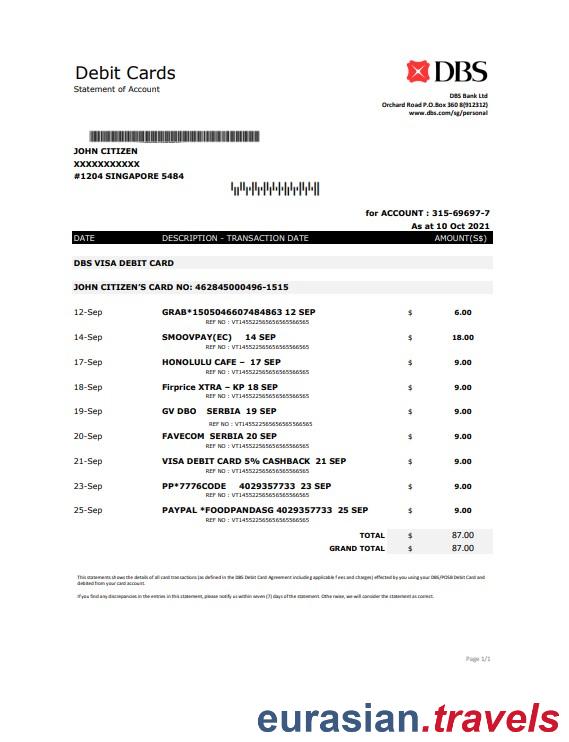 Debit Cards
Statement of Account
DBS
DBS Bank Ltd
Orchard Road P.O.Box 360 8(912312)
www.dbs.com/sg/personal
JOHN CITIZEN
XXXXXXXXXXX
#1204 SINGAPORE 5484
for ACCOUNT : 315-69697-7
As at 10 Oct 2021
DATE DESCRIPTION - TRANSACTION DATE AMOUNT(S$)
DBS VISA DEBIT CARD
JOHN CITIZEN'S CARD NO: 462845000496-1515
12-Sep GRAB*1505046607484863 12 SEP $ 6.00
REF NO : VT145522565656565566565
14-Sep SMOOVPAY(EC) 14 SEP $ 18.00
REF NO : VT145522565656565566565
17-Sep HONOLULU CAFE – 17 SEP $ 9.00
REF NO : VT145522565656565566565
18-Sep Firprice XTRA – KP 18 SEP $ 9.00
REF NO : VT145522565656565566565
19-Sep GV DBO SERBIA 19 SEP $ 9.00
REF NO : VT145522565656565566565
20-Sep FAVECOM SERBIA 20 SEP $ 9.00
REF NO : VT145522565656565566565
21-Sep VISA DEBIT CARD 5% CASHBACK 21 SEP $ 9.00
REF NO : VT145522565656565566565
23-Sep PP*7776CODE 4029357733 23 SEP $ 9.00
REF NO : VT145522565656565566565
25-Sep PAYPAL *FOODPANDASG 4029357733 25 SEP $ 9.00
REF NO : VT145522565656565566565
TOTAL $ 87.00
GRAND TOTAL $ 87.00
This statements shows the details of all card transactions (as defined in the DBS Debit Card Agreement including applicable f ees and charges) effected by you using your DBS/POSB Debit Card and
debited from your card account.
If you find any discrepancies in the entries in this statement, please notify us within seven (7) days of the statement. Othe rwise, we will consider the statement as correct.
Page 1/1
eurasian.travels